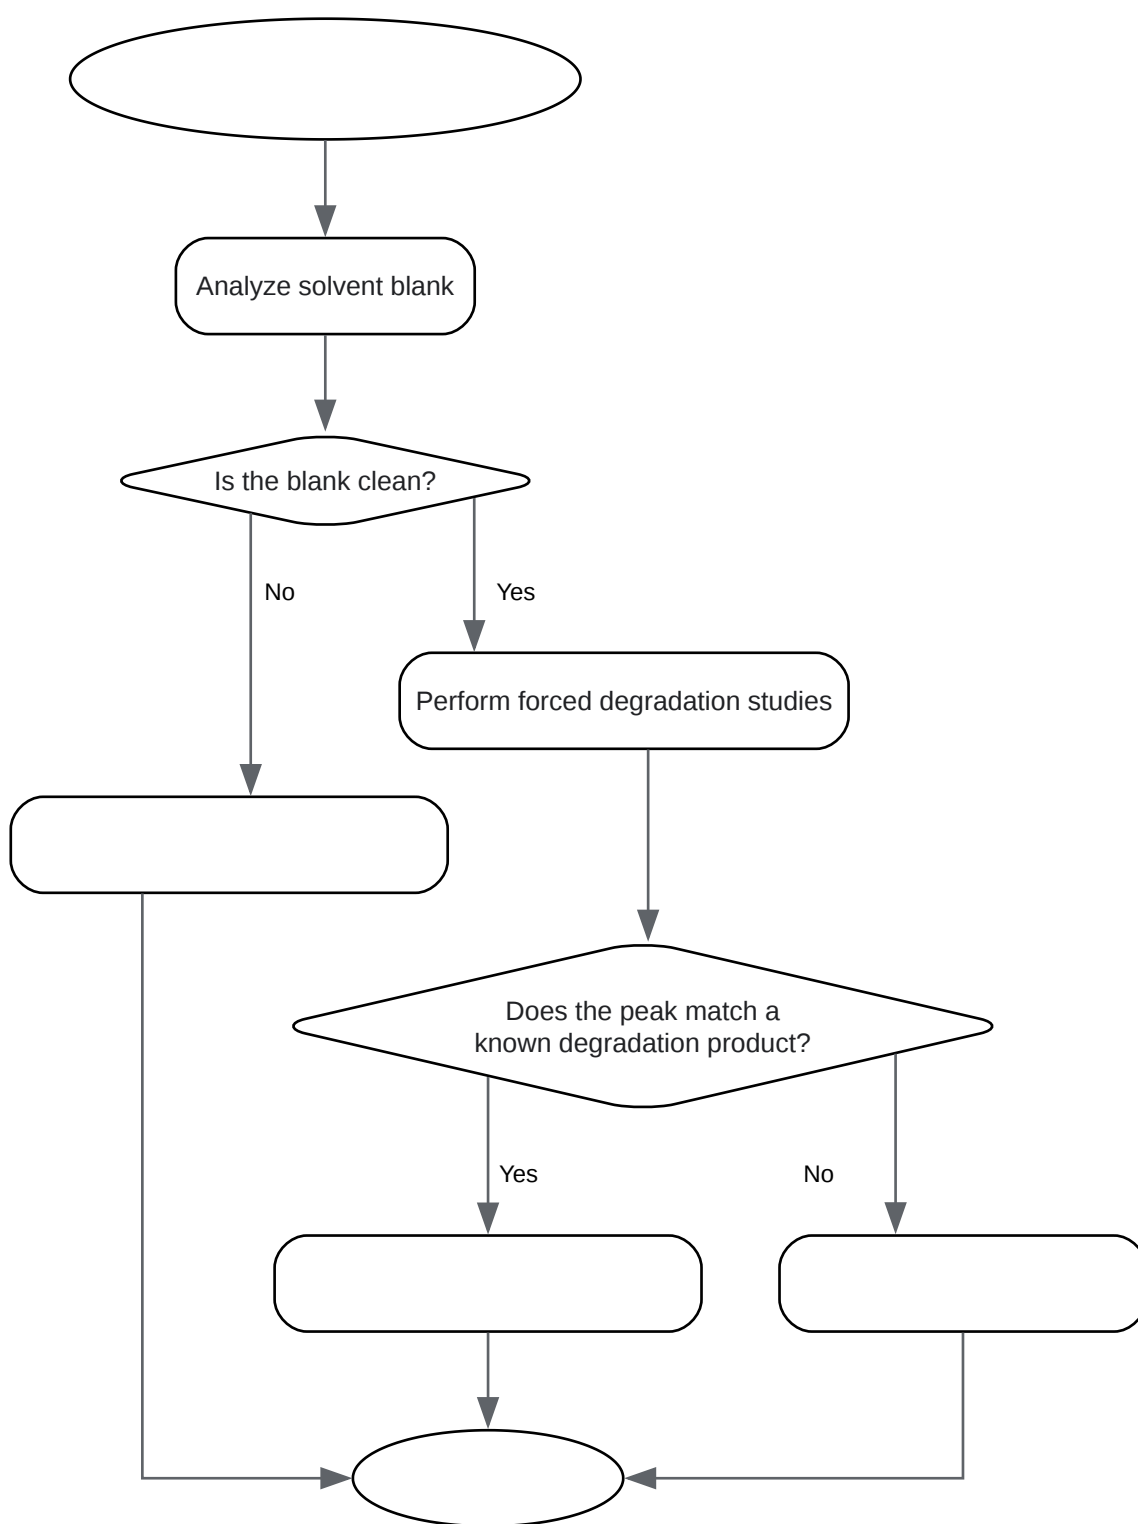 Analyze solvent blank
Is the blank clean?
No
Yes
Perform forced degradation studies
Does the peak match a
known degradation product?
Yes
No